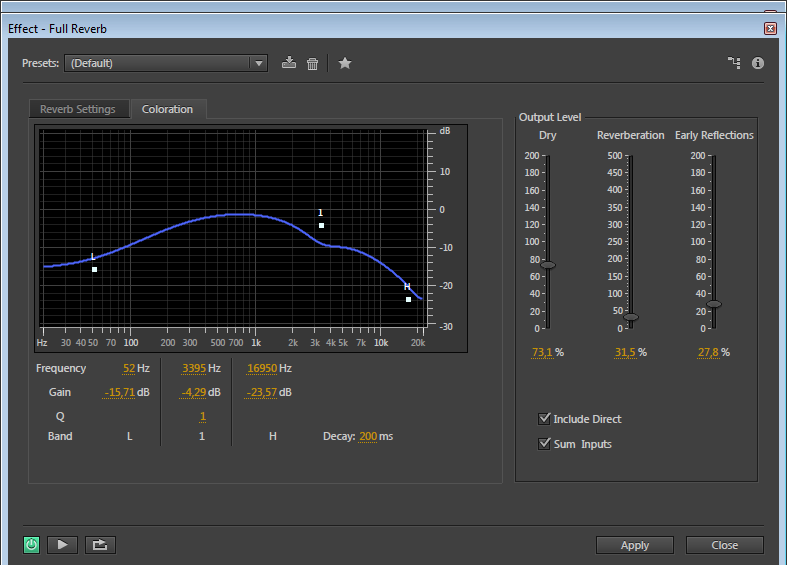 Effect - Full Reverb
Presets: (Default)
Reverb Settings Coloration
dB
10
0
-10
-20
-30
L
1
H
Hz 30 40 50 70 100 200 300 500 700 1k 2k 3k 4k 5k 7k 10k 20k
Frequency 52 Hz 3395 Hz 16950 Hz
Gain -15,71 dB -4,29 dB -23,57 dB
Q 1
Band L 1 H Decay: 200 ms
Output Level
Dry Reverberation Early Reflections
200 500 200
180 450 180
160 400 160
140 350 140
120 300 120
100 250 100
80 200 80
60 150 60
40 100 40
20 50 20
0 0 0
73,1 % 31,5 % 27,8 %
Include Direct
Sum Inputs
Apply Close